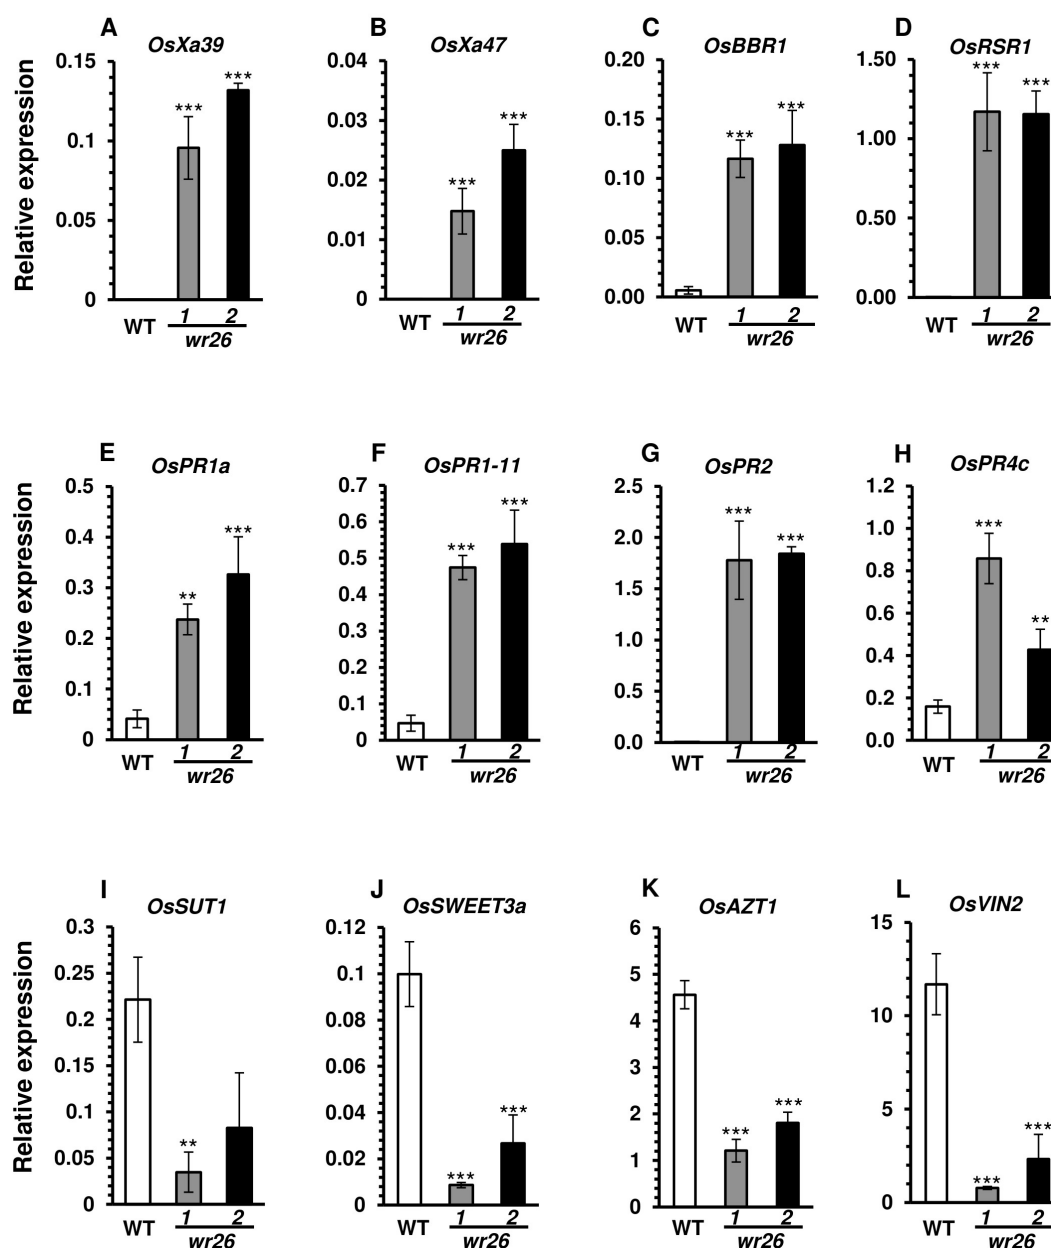 A B C D
OsXa39 OsXa47 OsBBR1 OsRSR1
Relative expression
0.15 0.1 0.05 0
*** ***
WT 1 2
wr26
0.04 0.03 0.02 0.01 0
*** ***
WT 1 2
wr26
0.20 0.15 0.10 0.05 0.00
*** ***
WT 1 2
wr26
1.50 1.00 0.50 0.00
*** ***
WT 1 2
wr26
E F G H
OsPR1a OsPR1-11 OsPR2 OsPR4c
Relative expression
0.5 0.4 0.3 0.2 0.1 0
** ***
WT 1 2
wr26
0.7 0.6 0.5 0.4 0.3 0.2 0.1 0
*** ***
WT 1 2
wr26
2.5 2.0 1.5 1.0 0.5 0.0
*** ***
WT 1 2
wr26
1.2 1.0 0.8 0.6 0.4 0.2 0.0
*** **
WT 1 2
wr26
I J K L
OsSUT1 OsSWEET3a OsAZT1 OsVIN2
Relative expression
0.3 0.25 0.2 0.15 0.1 0.05 0
**
WT 1 2
wr26
0.12 0.1 0.08 0.06 0.04 0.02 0
*** ***
WT 1 2
wr26
6 5 4 3 2 1 0
*** ***
WT 1 2
wr26
15 10 5 0
*** ***
WT 1 2
wr26